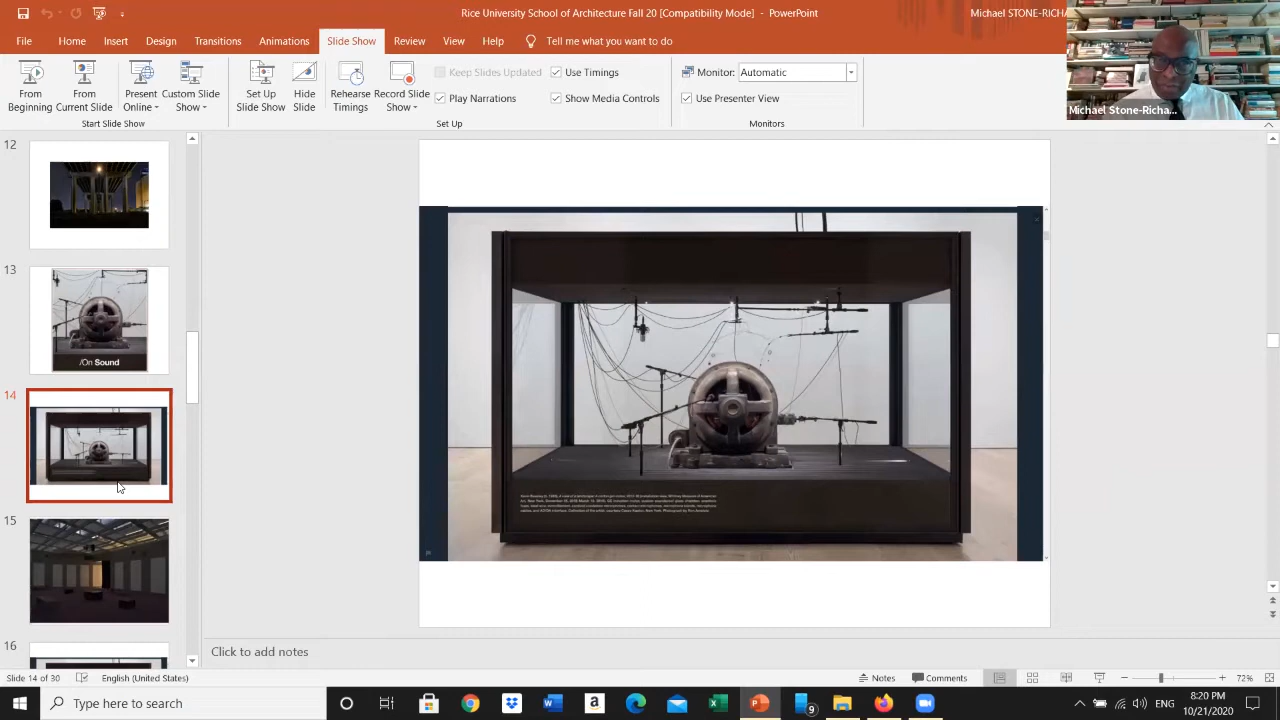 Rice University School of Architecture Fall 20 [Compatibility Mode] - PowerPoint
Michael STONE-RICHA
File Home Insert Design Transitions Animations Slide Show Review View Help Tell me what you want to do
From Beginning
From Current Slide
Present Online
Custom Slide Show
Set Up Slide Show
Hide Slide
Rehearse Timings
Record Slide Show
Keep Slides Updated
Play Narrations
Use Timings
Show Media Controls
Monitor: Automatic
Use Presenter View
Start Slide Show
Monitors
Michael Stone-Richa...
12
13
/On Sound
14
15
16
Click to add notes
Slide 14 of 30 English (United States) Notes Comments 72%
Type here to search
9
ENG
8:20 PM
10/21/2020